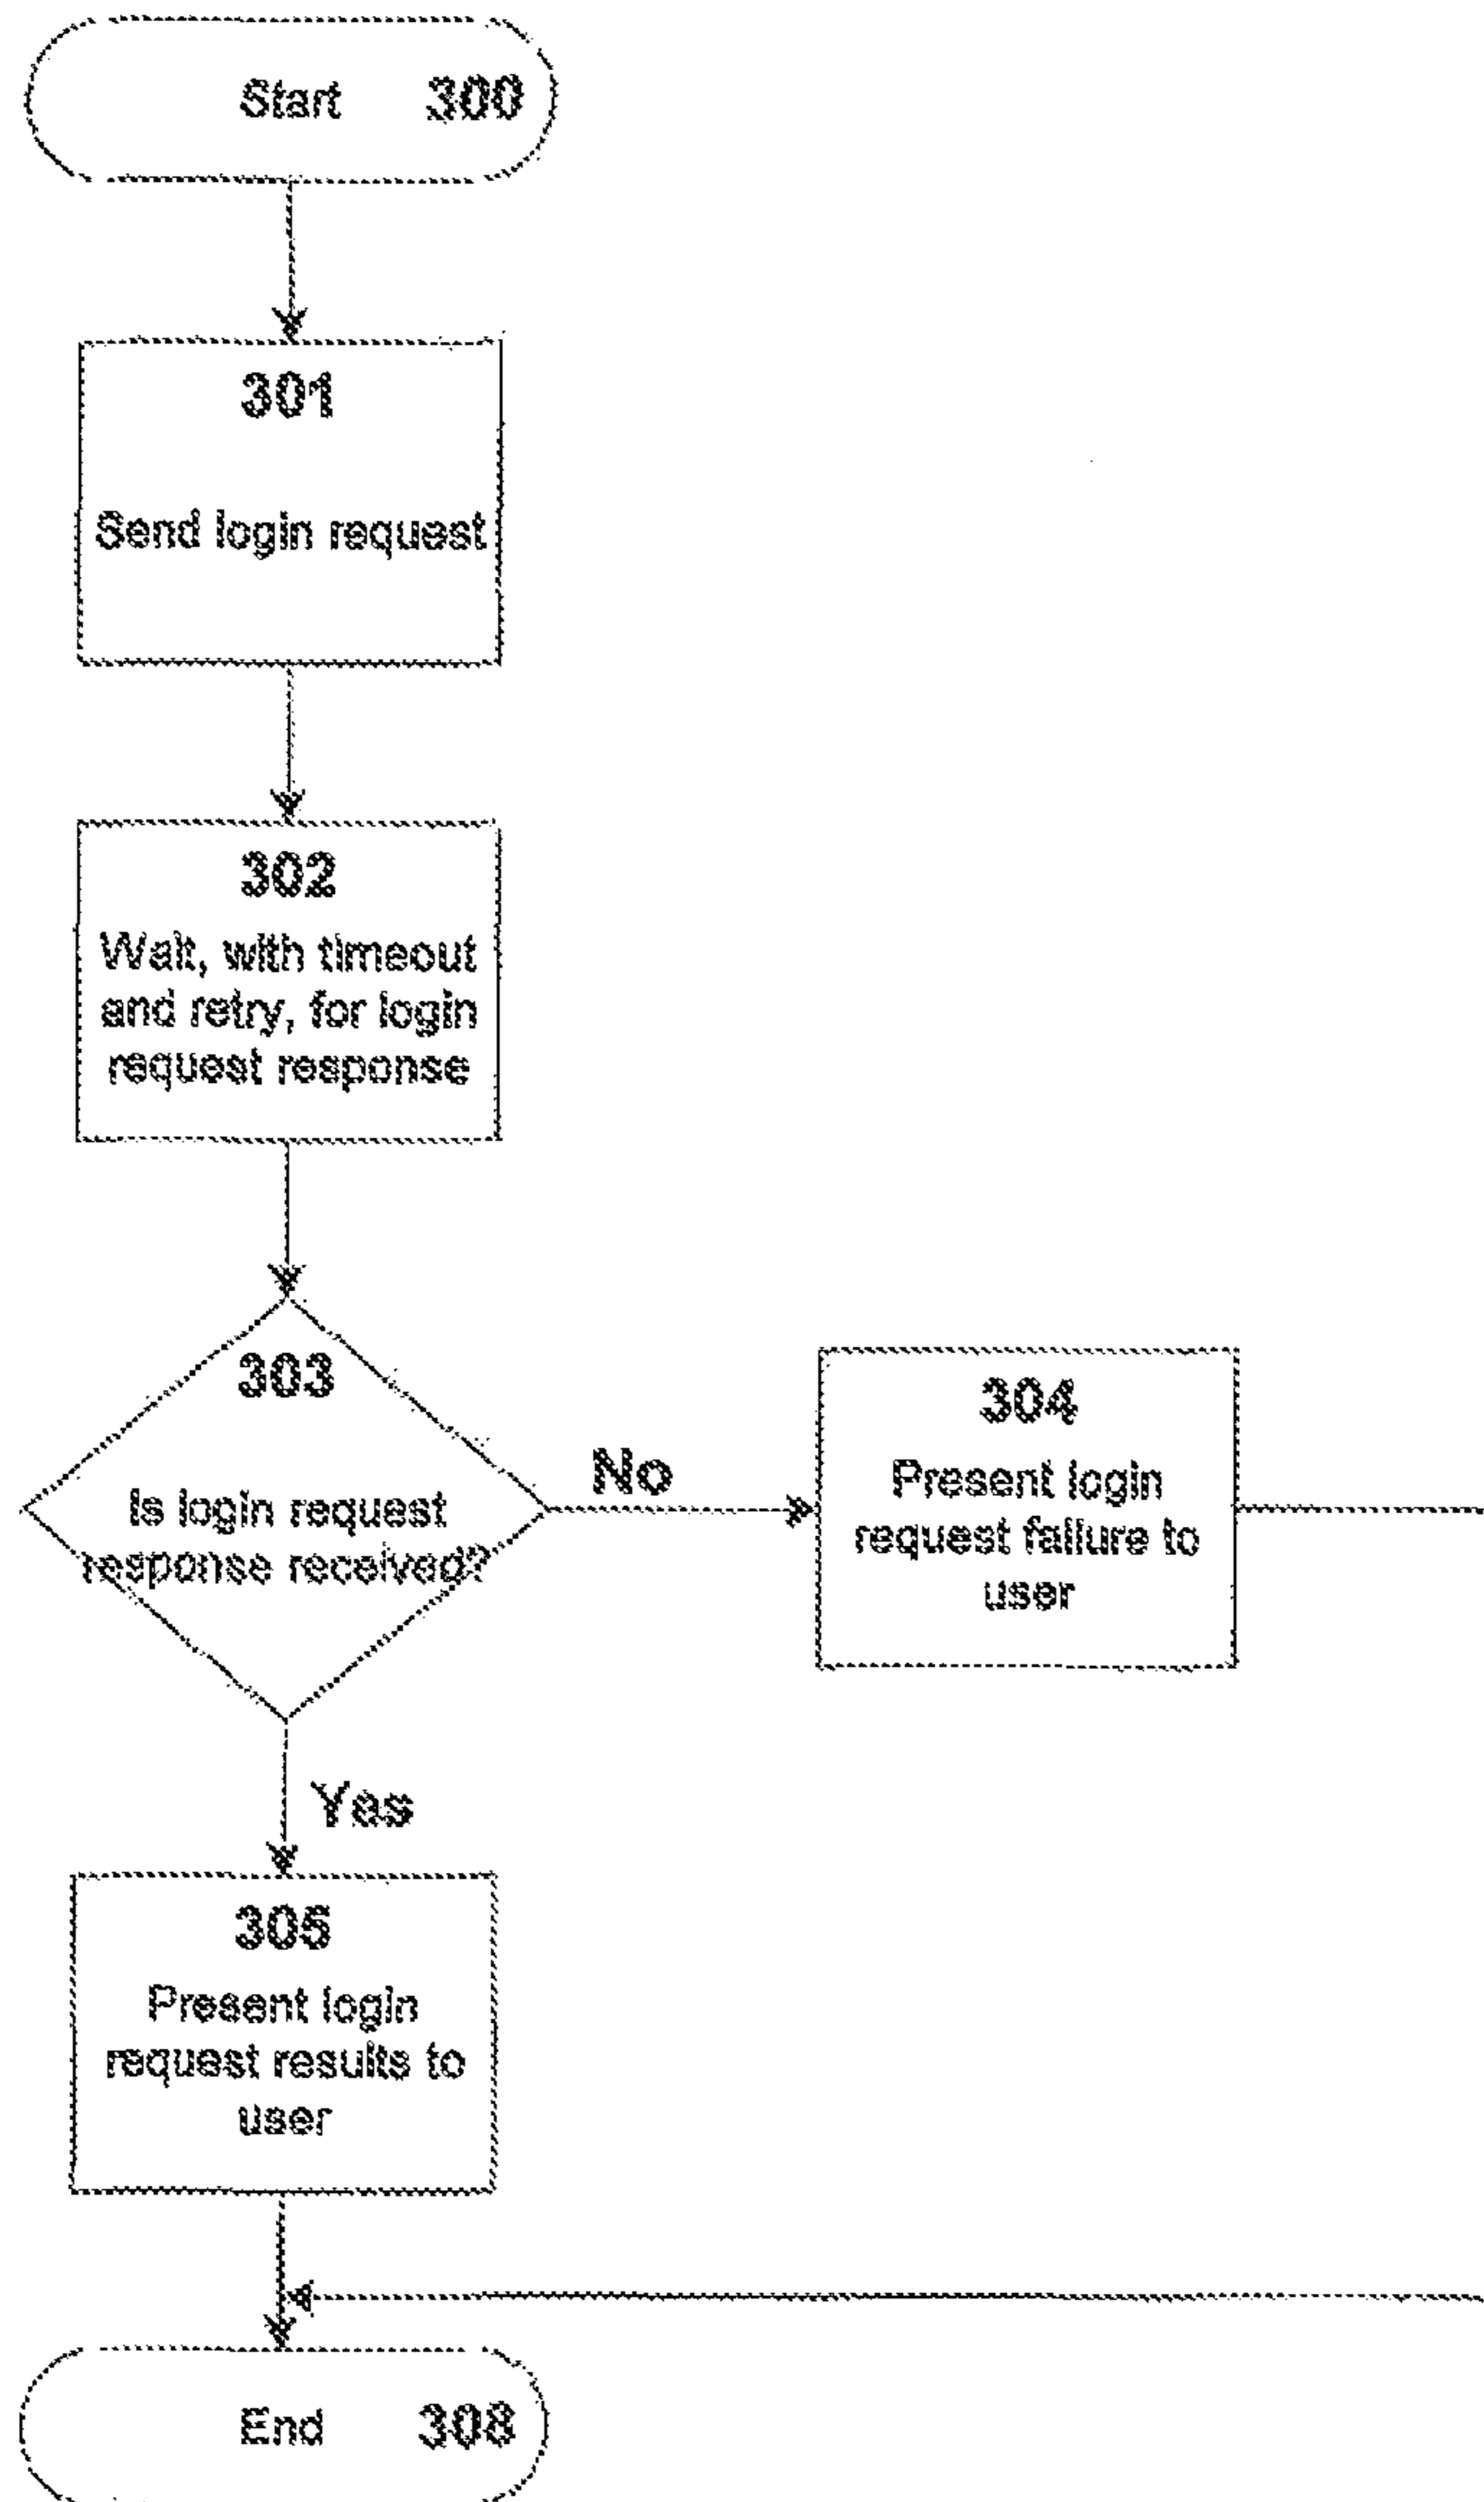 Start 300
301
Send login request
302
Wait, with timeout
and retry, for login
request response
303
Is login request
response received?
No
304
Present login
request failure to
user
Yes
305
Present login
request results to
user
End 308